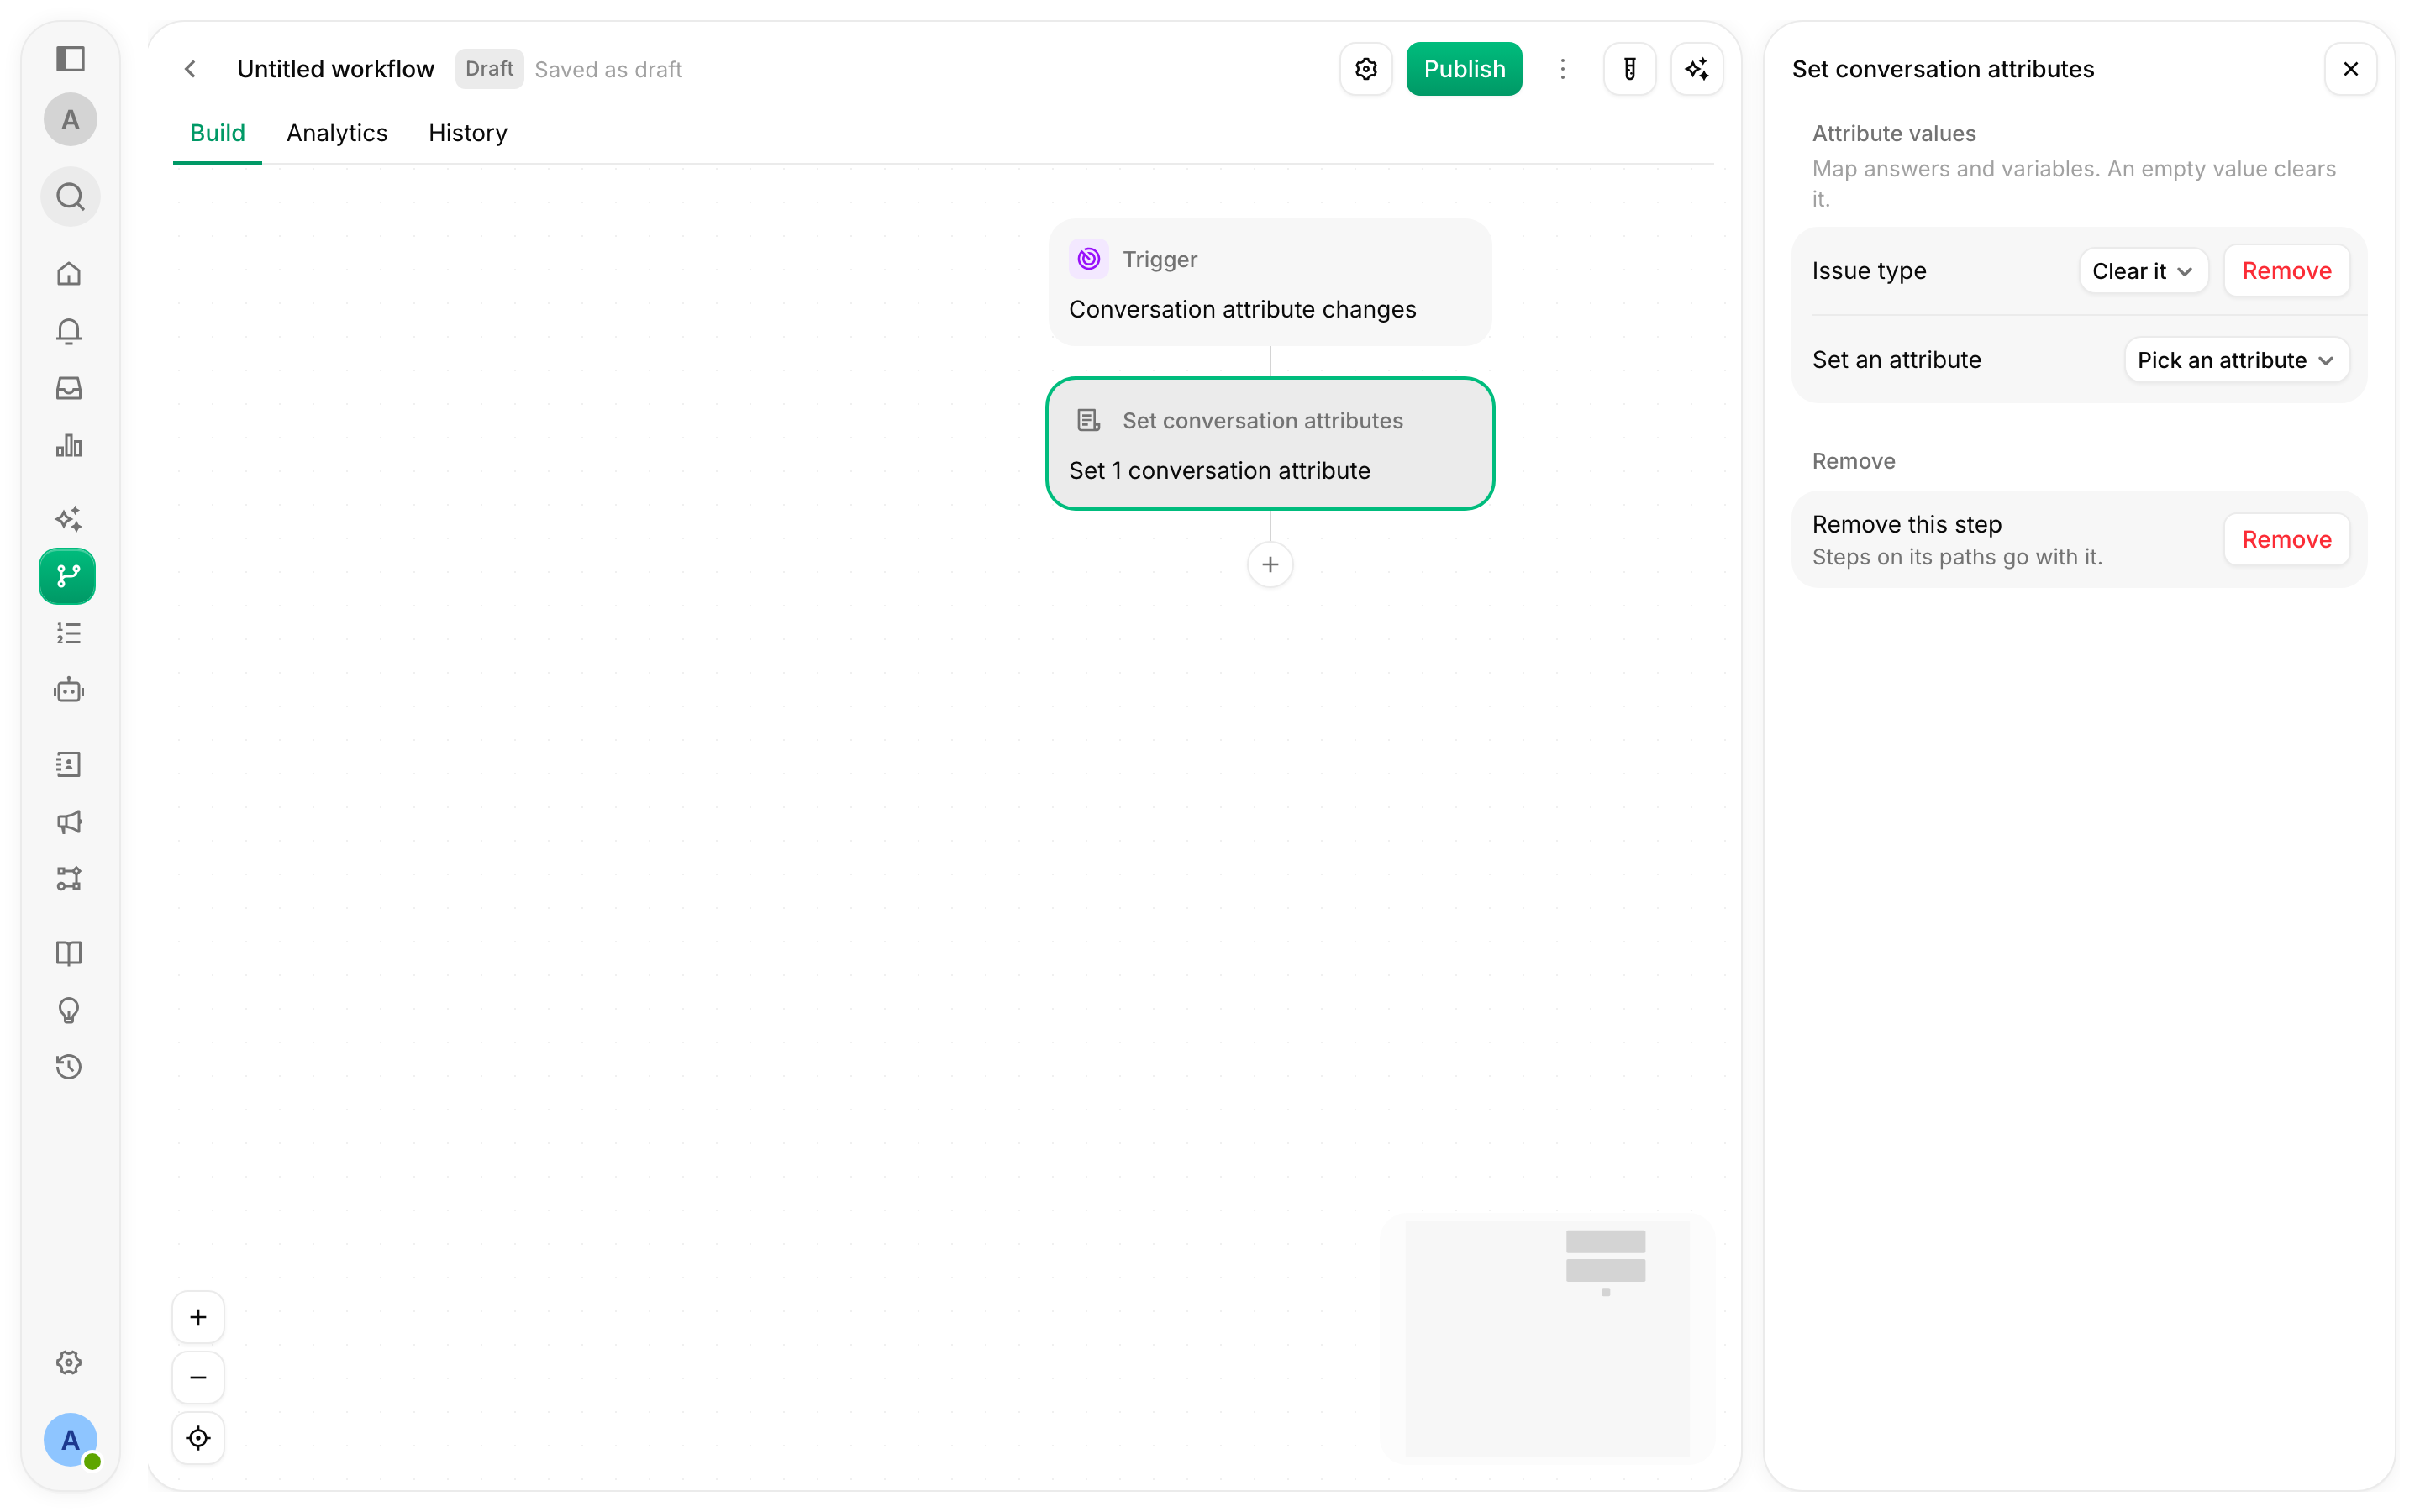 A
Untitled workflow
Draft
Saved as draft
Publish
Build
Analytics
History
Trigger
Conversation attribute changes
Set conversation attributes
Set 1 conversation attribute
A
Set conversation attributes
Attribute values
Map answers and variables. An empty value clears
it.
Issue type
Clear it
Remove
Set an attribute
Pick an attribute
Remove
Remove this step
Steps on its paths go with it.
Remove